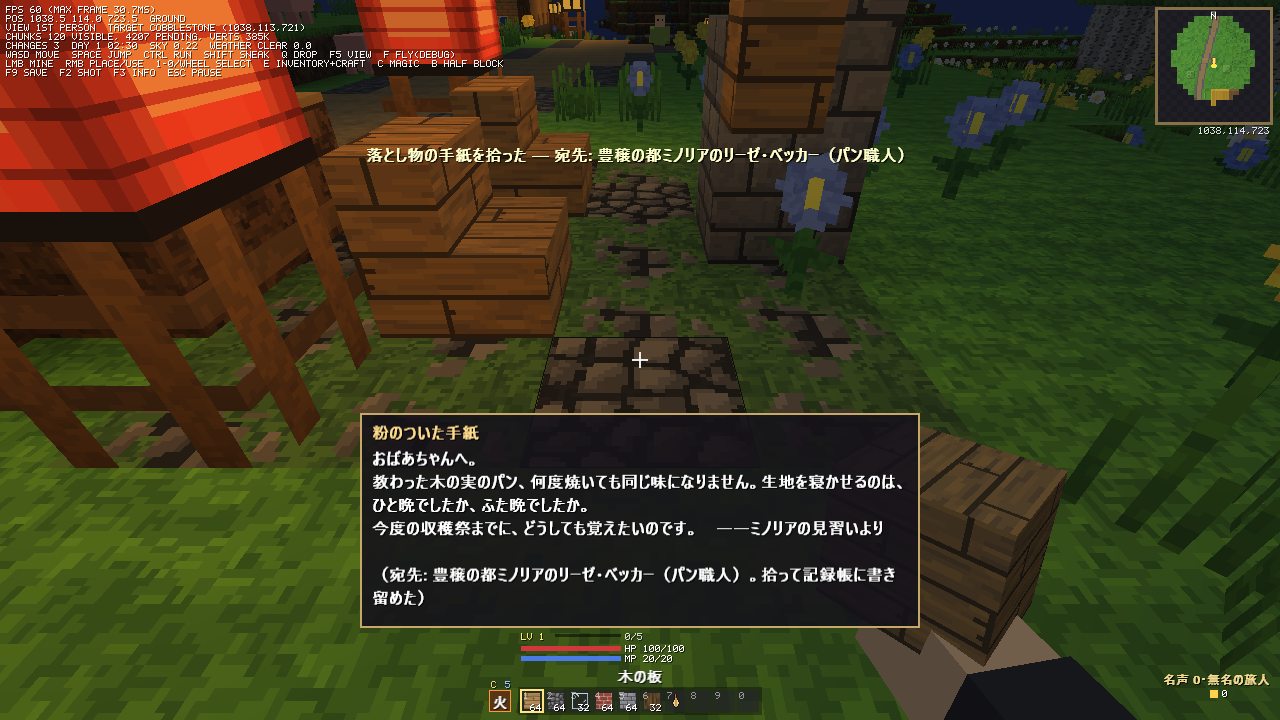 FPS 60 (MAX FRAME 30.7MS)
POS 1038.5 114.0 723.5 GROUND
VIEW 1ST PERSON TARGET COBBLESTONE (1038,113,721)
CHUNKS 120 VISIBLE, 4207 PENDING, VERTS 385K
CHANGES 3 DAY 1 02:30 SKY 0.22 WEATHER CLEAR 0.0
WASD MOVE SPACE JUMP CTRL RUN SHIFT SNEAK Q DROP F5 VIEW F FLY(DEBUG)
LMB MINE RMB PLACE/USE 1-0/WHEEL SELECT E INVENTORY+CRAFT C MAGIC B HALF BLOCK
F9 SAVE F2 SHOT F3 INFO ESC PAUSE
N
1038,114,723
落とし物の手紙を拾った — 宛先: 豊穣の都ミノリアのリーゼ・ベッカー（パン職人）
粉のついた手紙
おばあちゃんへ。
教わった木の実のパン、何度焼いても同じ味になりません。生地を寝かせるのは、
ひと晩でしたか、ふた晩でしたか。
今度の収穫祭までに、どうしても覚えたいのです。 ——ミノリアの見習いより
（宛先: 豊穣の都ミノリアのリーゼ・ベッカー（パン職人）。拾って記録帳に書き
留めた）
LV 1 0/5
HP 100/100
MP 20/20
木の板
C 5
火
1 2 3 4 5 6 7 8 9 0
64 64 32 64 64 32
名声 0・無名の旅人
0